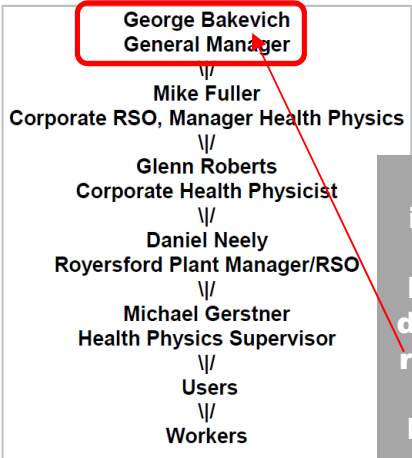 George Bakevich
General Manager
\|/
Mike Fuller
Corporate RSO, Manager Health Physics
\|/
Glenn Roberts
Corporate Health Physicist
\|/
Daniel Neely
Royersford Plant Manager/RSO
\|/
Michael Gerstner
Health Physics Supervisor
\|/
Users
\|/
Workers